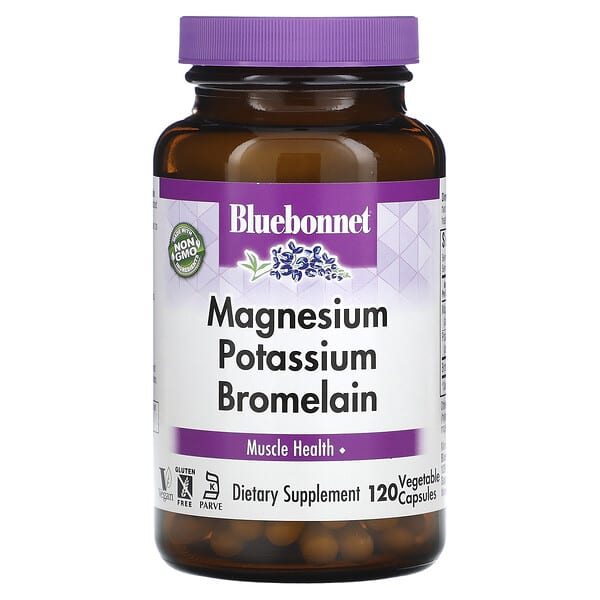 Bluebonnet
MADE WITH
NON
GMO
INGREDIENTS
Magnesium
Potassium
Bromelain
Muscle Health
Vegan
GLUTEN
FREE
K
PARVE
Dietary Supplement 120 Vegetable
Capsules